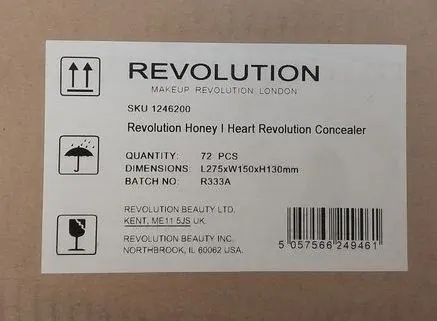 REVOLUTION
MAKEUP REVOLUTION LONDON
SKU 1246200
Revolution Honey I Heart Revolution Concealer
QUANTITY: 72 PCS
DIMENSIONS: L275xW150xH130mm
BATCH NO: R333A
REVOLUTION BEAUTY LTD.
KENT, ME11 5JS UK.
REVOLUTION BEAUTY INC.
NORTHBROOK, IL 60062 USA.
5 057566 249461